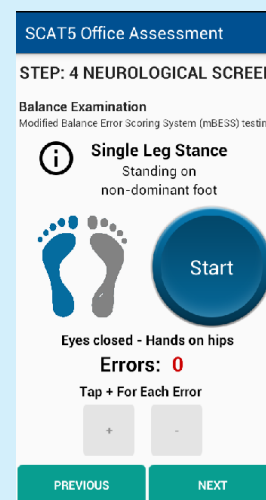 SCAT5 Office Assessment
STEP: 4 NEUROLOGICAL SCREE
Balance Examination
Modified Balance Error Scoring System (mBESS) testin
Single Leg Stance
Standing on
non-dominant foot
Start
Eyes closed - Hands on hips
Errors: 0
Tap + For Each Error
+ -
PREVIOUS NEXT